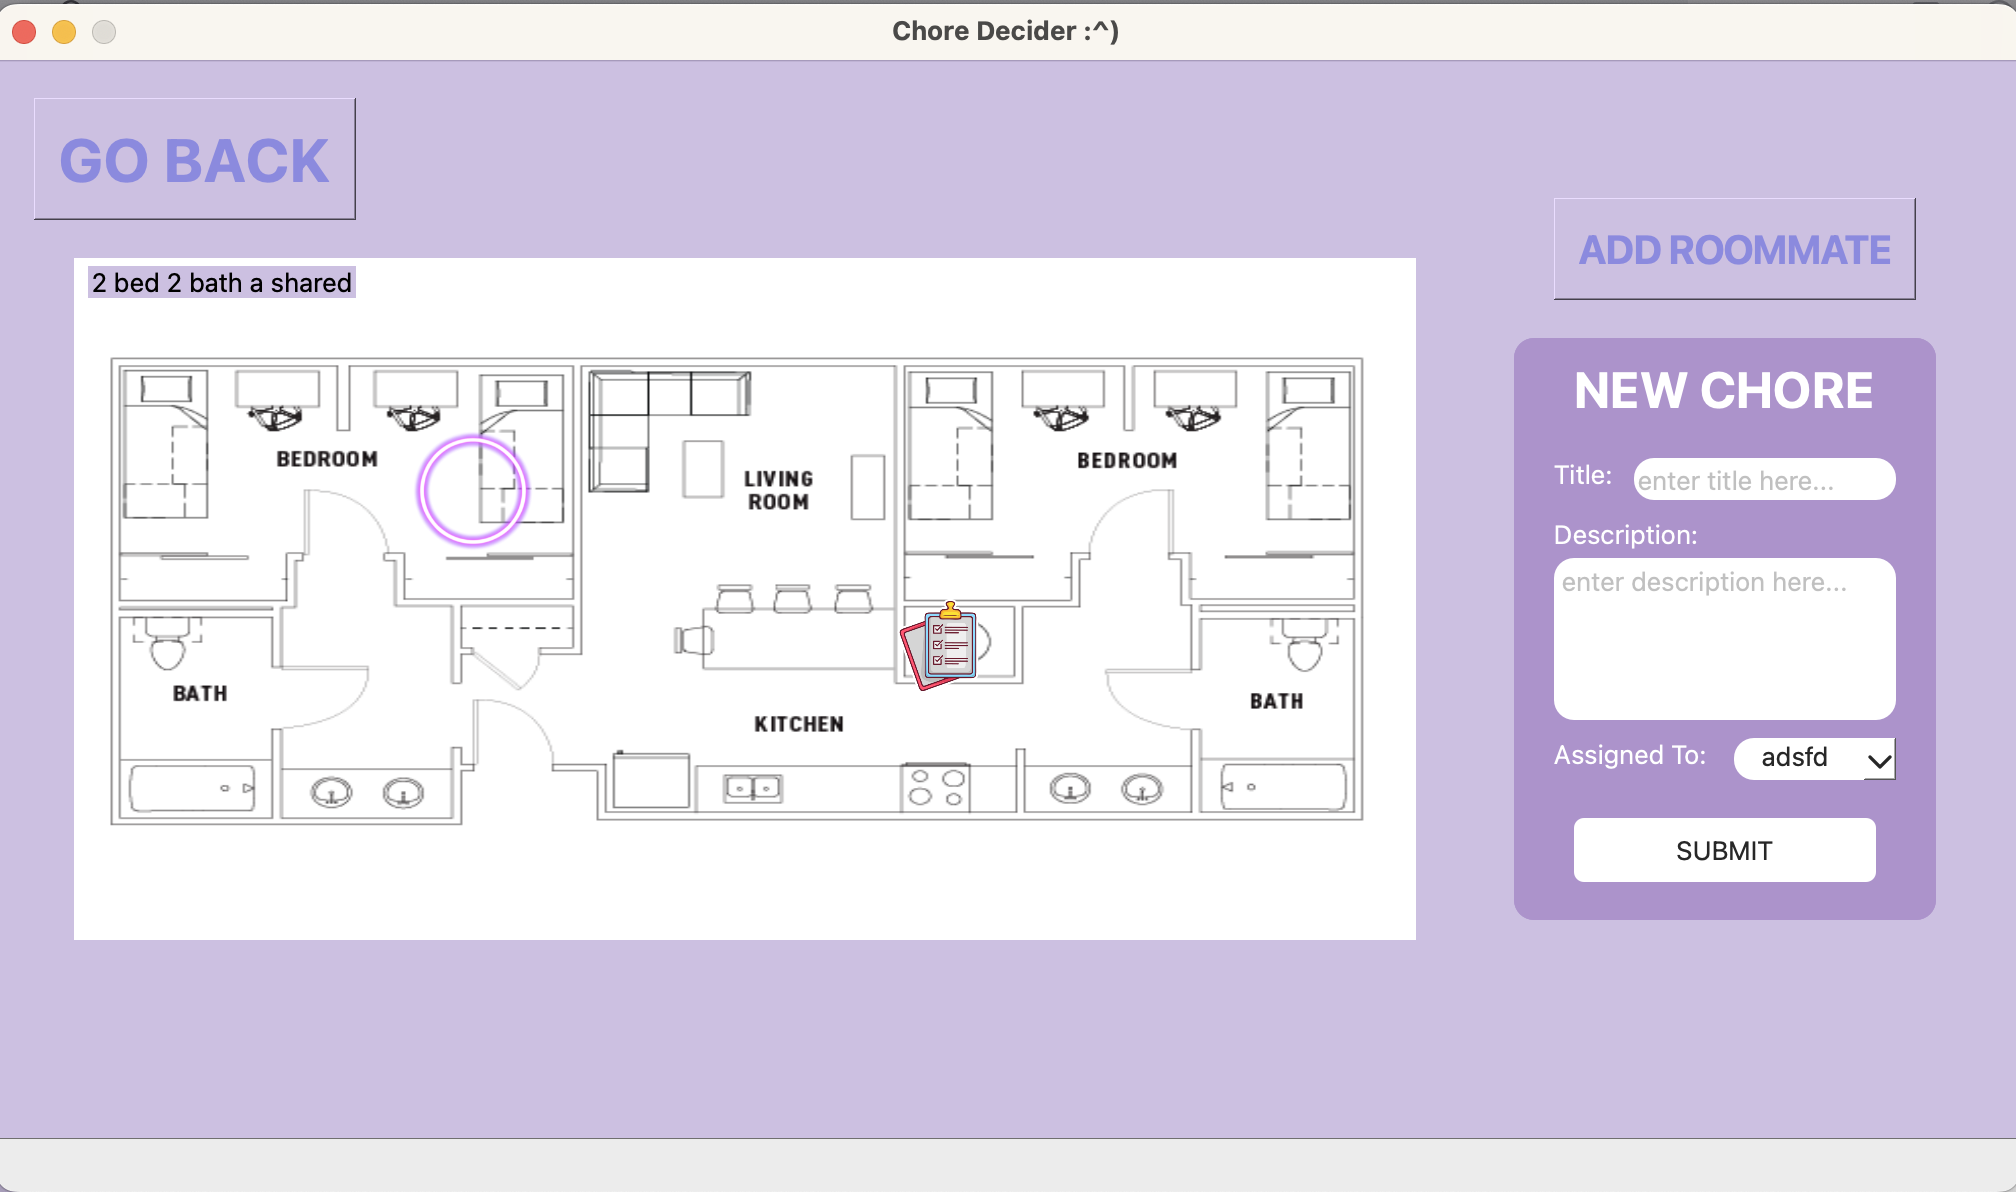 Chore Decider :^)
GO BACK
ADD ROOMMATE
2 bed 2 bath a shared
BEDROOM
LIVING
ROOM
BEDROOM
BATH
KITCHEN
BATH
NEW CHORE
Title: enter title here...
Description:
enter description here...
Assigned To: adsfd
SUBMIT